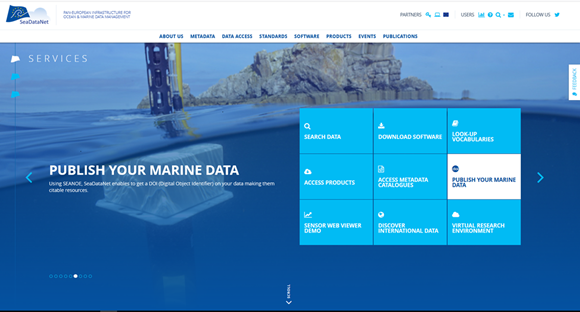 SeaDataNet
PAN-EUROPEAN INFRASTRUCTURE FOR
OCEAN & MARINE DATA MANAGEMENT
PARTNERS
USERS
FOLLOW US
ABOUT US METADATA DATA ACCESS STANDARDS SOFTWARE PRODUCTS EVENTS PUBLICATIONS
SERVICES
FEEDBACK
SEARCH DATA
DOWNLOAD SOFTWARE
LOOK-UP
VOCABULARIES
PUBLISH YOUR MARINE DATA
Using SEANOE, SeaDataNet enables to get a DOI (Digital Object Identifier) on your data making them
citable resources.
ACCESS PRODUCTS
ACCESS METADATA
CATALOGUES
PUBLISH YOUR MARINE
DATA
SENSOR WEB VIEWER
DEMO
DISCOVER
INTERNATIONAL DATA
VIRTUAL RESEARCH
ENVIRONMENT